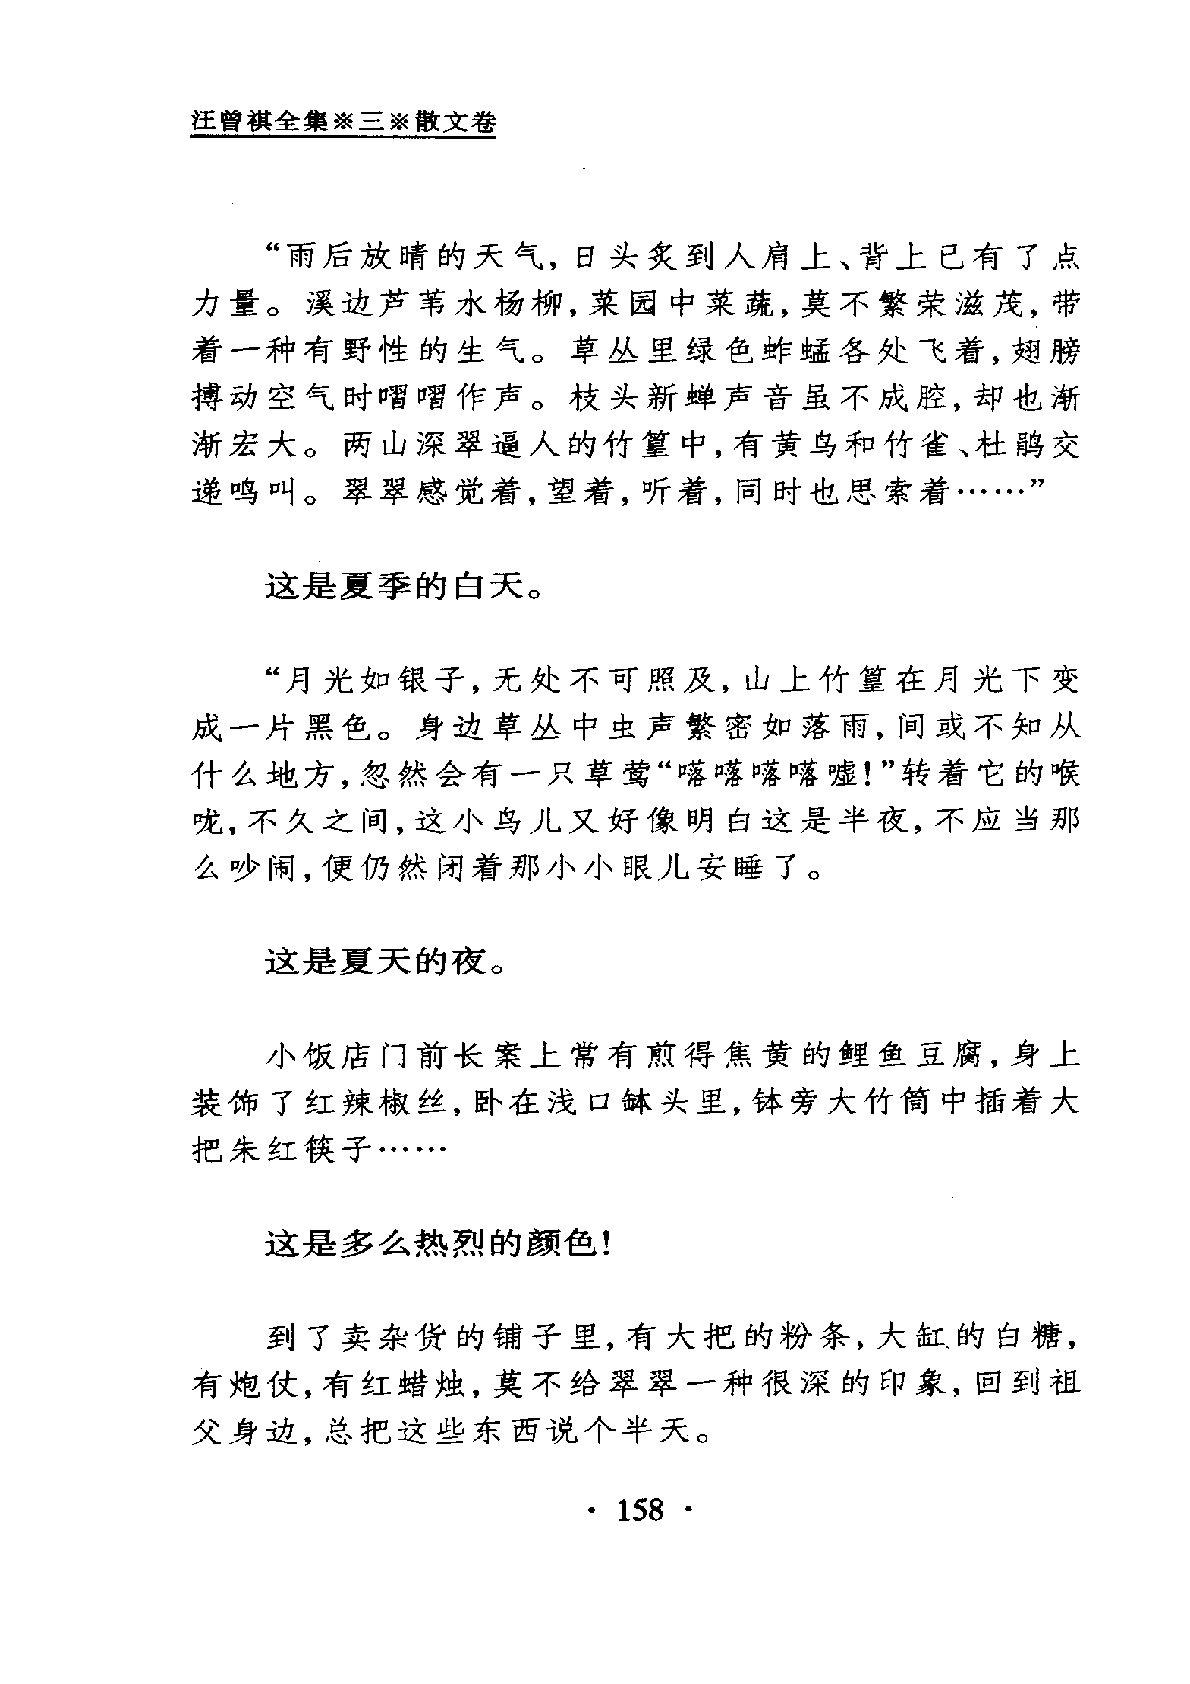 汪曾祺全集※三※散文卷
“雨后放晴的天气,日头炙到人肩上、背上已有了点
力量。溪边芦苇水杨柳,菜园中菜蔬,莫不繁荣滋茂,带
着一种有野性的生气。草丛里绿色蚱蜢各处飞着,翅膀
搏动空气时㗩㗩作声。枝头新蝉声音虽不成腔,却也渐
渐宏大。两山深翠逼人的竹篁中,有黄鸟和竹雀、杜鹃交
递鸣叫。翠翠感觉着,望着,听着,同时也思索着……”
这是夏季的白天。
“月光如银子,无处不可照及,山上竹篁在月光下变
成一片黑色。身边草丛中虫声繁密如落雨,间或不知从
什么地方,忽然会有一只草莺“喀喀喀喀嘘!”转着它的喉
咙,不久之间,这小鸟儿又好像明白这是半夜,不应当那
么吵闹,便仍然闭着那小小眼儿安睡了。
这是夏天的夜。
小饭店门前长案上常有煎得焦黄的鲤鱼豆腐,身上
装饰了红辣椒丝,卧在浅口钵头里,钵旁大竹筒中插着大
把朱红筷子……
这是多么热烈的颜色!
到了卖杂货的铺子里,有大把的粉条,大缸的白糖,
有炮仗,有红蜡烛,莫不给翠翠一种很深的印象,回到祖
父身边,总把这些东西说个半天。
· 158 ·